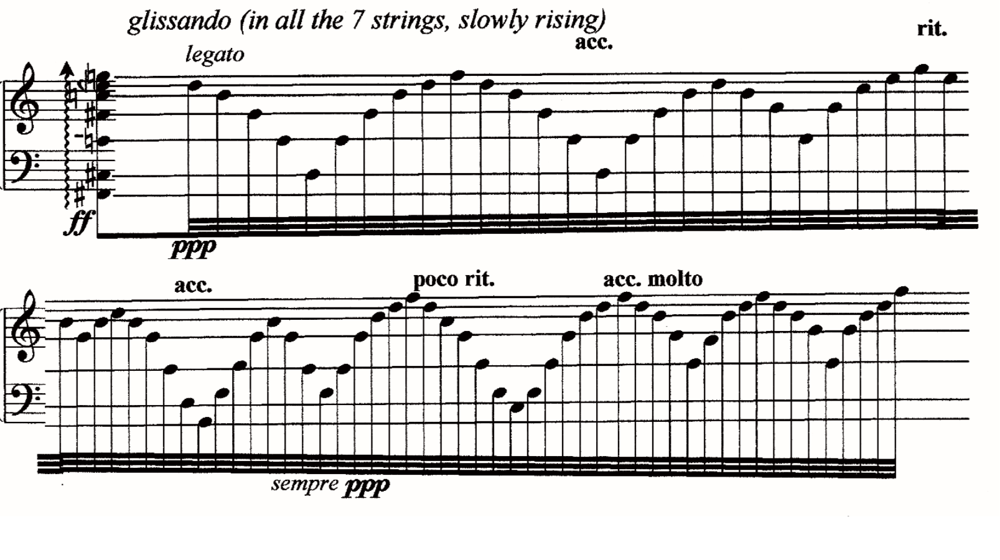 glissando (in all the 7 strings, slowly rising)
acc.
rit.
legato
ff
ppp
acc.
poco rit.
acc. molto
sempre ppp